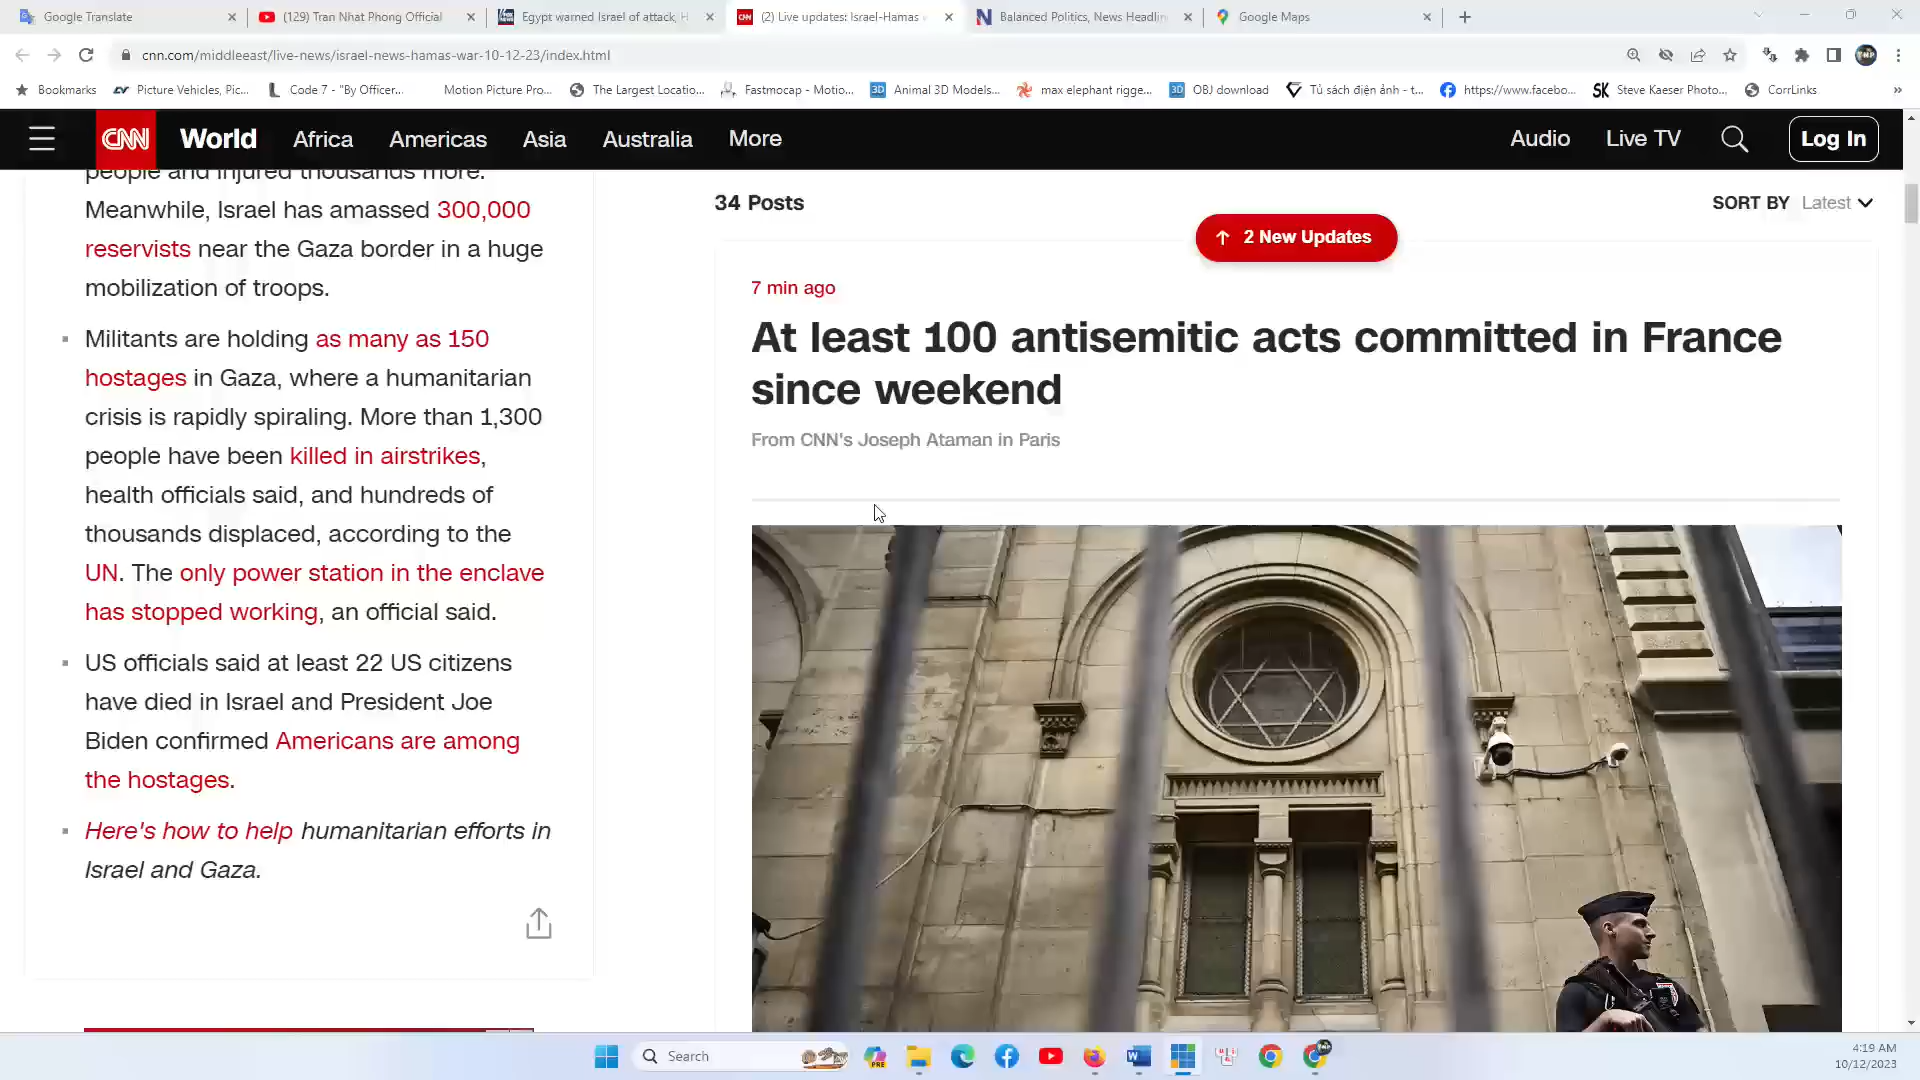 Google Translate
(129) Tran Nhat Phong Official
Egypt warned Israel of attack, H
(2) Live updates: Israel-Hamas
Balanced Politics, News Headlin
Google Maps
cnn.com/middleeast/live-news/israel-news-hamas-war-10-12-23/index.html
Bookmarks
Picture Vehicles, Pic...
Code 7 - "By Officer...
Motion Picture Pro...
The Largest Locatio...
Fastmocap - Motio...
Animal 3D Models...
max elephant rigge...
OBJ download
Tủ sách điện ảnh - t...
https://www.facebo...
Steve Kaeser Photo...
CorrLinks
CNN World Africa Americas Asia Australia More Audio Live TV Log In
people and injured thousands more.
Meanwhile, Israel has amassed 300,000
reservists near the Gaza border in a huge
mobilization of troops.
Militants are holding as many as 150
hostages in Gaza, where a humanitarian
crisis is rapidly spiraling. More than 1,300
people have been killed in airstrikes,
health officials said, and hundreds of
thousands displaced, according to the
UN. The only power station in the enclave
has stopped working, an official said.
US officials said at least 22 US citizens
have died in Israel and President Joe
Biden confirmed Americans are among
the hostages.
Here's how to help humanitarian efforts in
Israel and Gaza.
34 Posts
SORT BY Latest
2 New Updates
7 min ago
At least 100 antisemitic acts committed in France
since weekend
From CNN's Joseph Ataman in Paris
Search
4:19 AM
10/12/2023